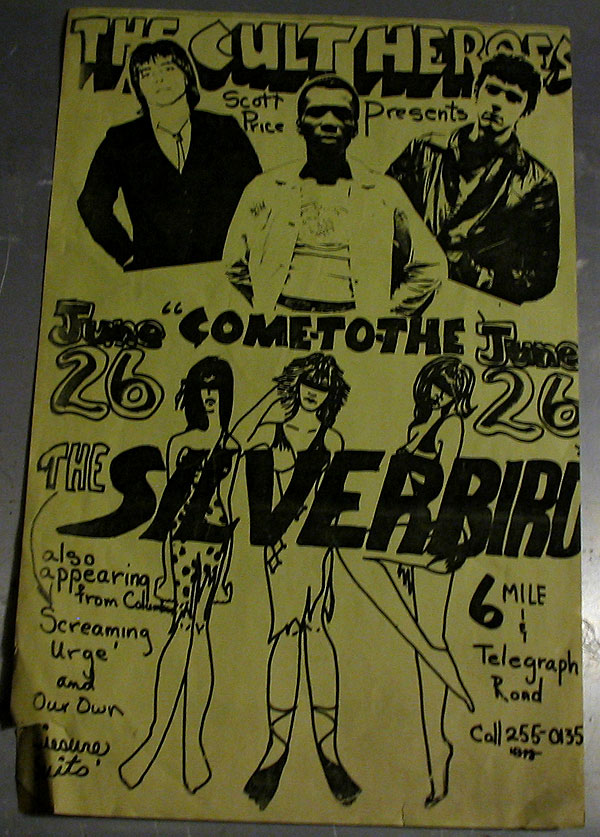 THE CULT HEROES
Scott Price Presents
June 26
"COME-TO-THE
June 26
THE SILVERBIRD"
also
appearing
from
Screaming
Urge'
and
Our Own
6 MILE
&
Telegraph
Road
Call 255-0135